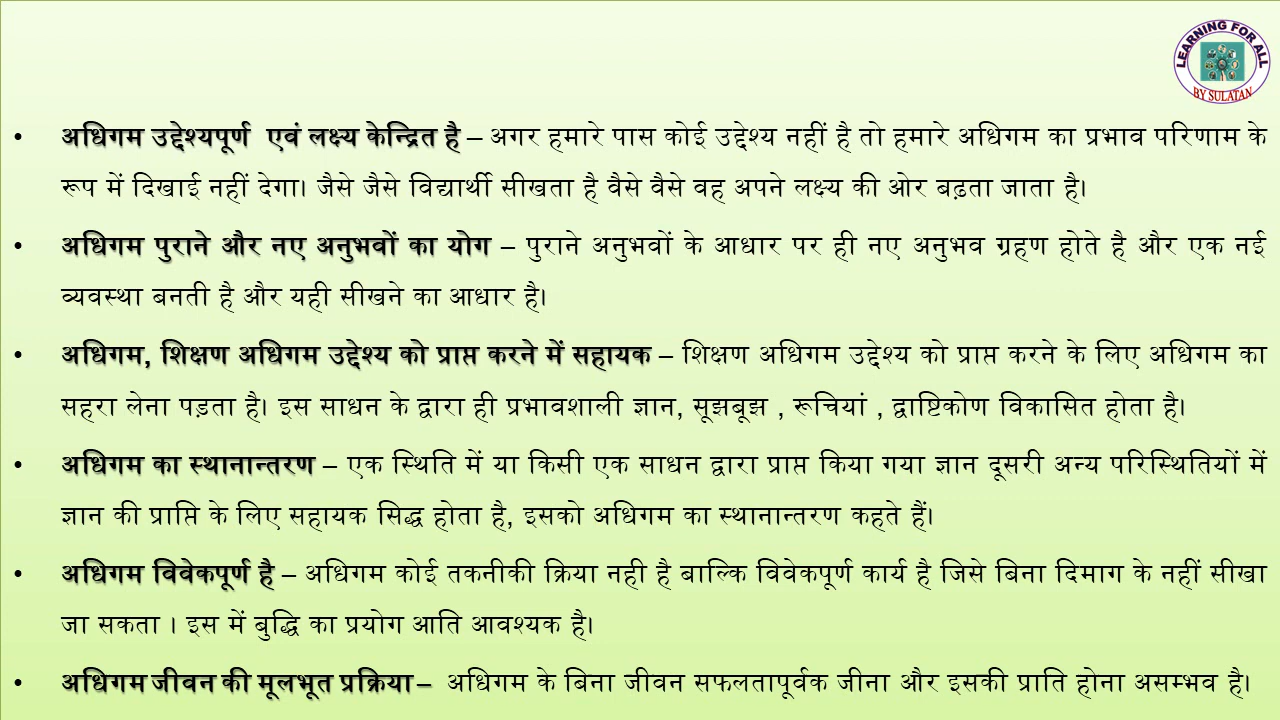 LEARNING FOR ALL
BY SULATAN
• अधिगम उद्देश्यपूर्ण एवं लक्ष्य केन्द्रित है – अगर हमारे पास कोई उद्देश्य नहीं है तो हमारे अधिगम का प्रभाव परिणाम के
रूप में दिखाई नहीं देगा। जैसे जैसे विद्यार्थी सीखता है वैसे वैसे वह अपने लक्ष्य की ओर बढ़ता जाता है।
• अधिगम पुराने और नए अनुभवों का योग – पुराने अनुभवों के आधार पर ही नए अनुभव ग्रहण होते है और एक नई
व्यवस्था बनती है और यही सीखने का आधार है।
• अधिगम, शिक्षण अधिगम उद्देश्य को प्राप्त करने में सहायक – शिक्षण अधिगम उद्देश्य को प्राप्त करने के लिए अधिगम का
सहरा लेना पड़ता है। इस साधन के द्वारा ही प्रभावशाली ज्ञान, सूझबूझ , रूचियां , द्वाष्टिकोण विकासित होता है।
• अधिगम का स्थानान्तरण – एक स्थिति में या किसी एक साधन द्वारा प्राप्त किया गया ज्ञान दूसरी अन्य परिस्थितियों में
ज्ञान की प्राप्ति के लिए सहायक सिद्ध होता है, इसको अधिगम का स्थानान्तरण कहते हैं।
• अधिगम विवेकपूर्ण है – अधिगम कोई तकनीकी क्रिया नही है बाल्कि विवेकपूर्ण कार्य है जिसे बिना दिमाग के नहीं सीखा
जा सकता । इस में बुद्धि का प्रयोग आति आवश्यक है।
• अधिगम जीवन की मूलभूत प्रक्रिया – अधिगम के बिना जीवन सफलतापूर्वक जीना और इसकी प्राति होना असम्भव है।